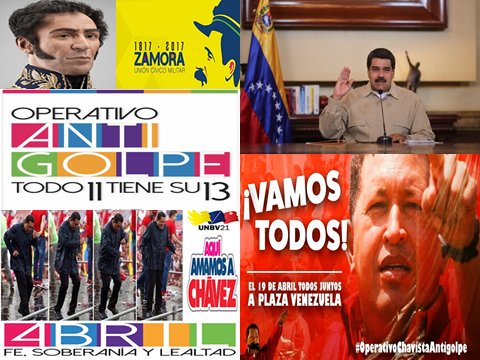 1817 - 2017
ZAMORA
UNIÓN CÍVICO MILITAR
OPERATIVO
ANTI
GOLPE
TODO 11 TIENE SU 13
UNBV21
AQUÍ
AMAMOS A
CHÁVEZ
4BRIL
FE, SOBERANÍA Y LEALTAD
¡VAMOS
TODOS!
EL 19 DE ABRIL TODOS JUNTOS
A PLAZA VENEZUELA
#OperativoChavistaAntigolpe